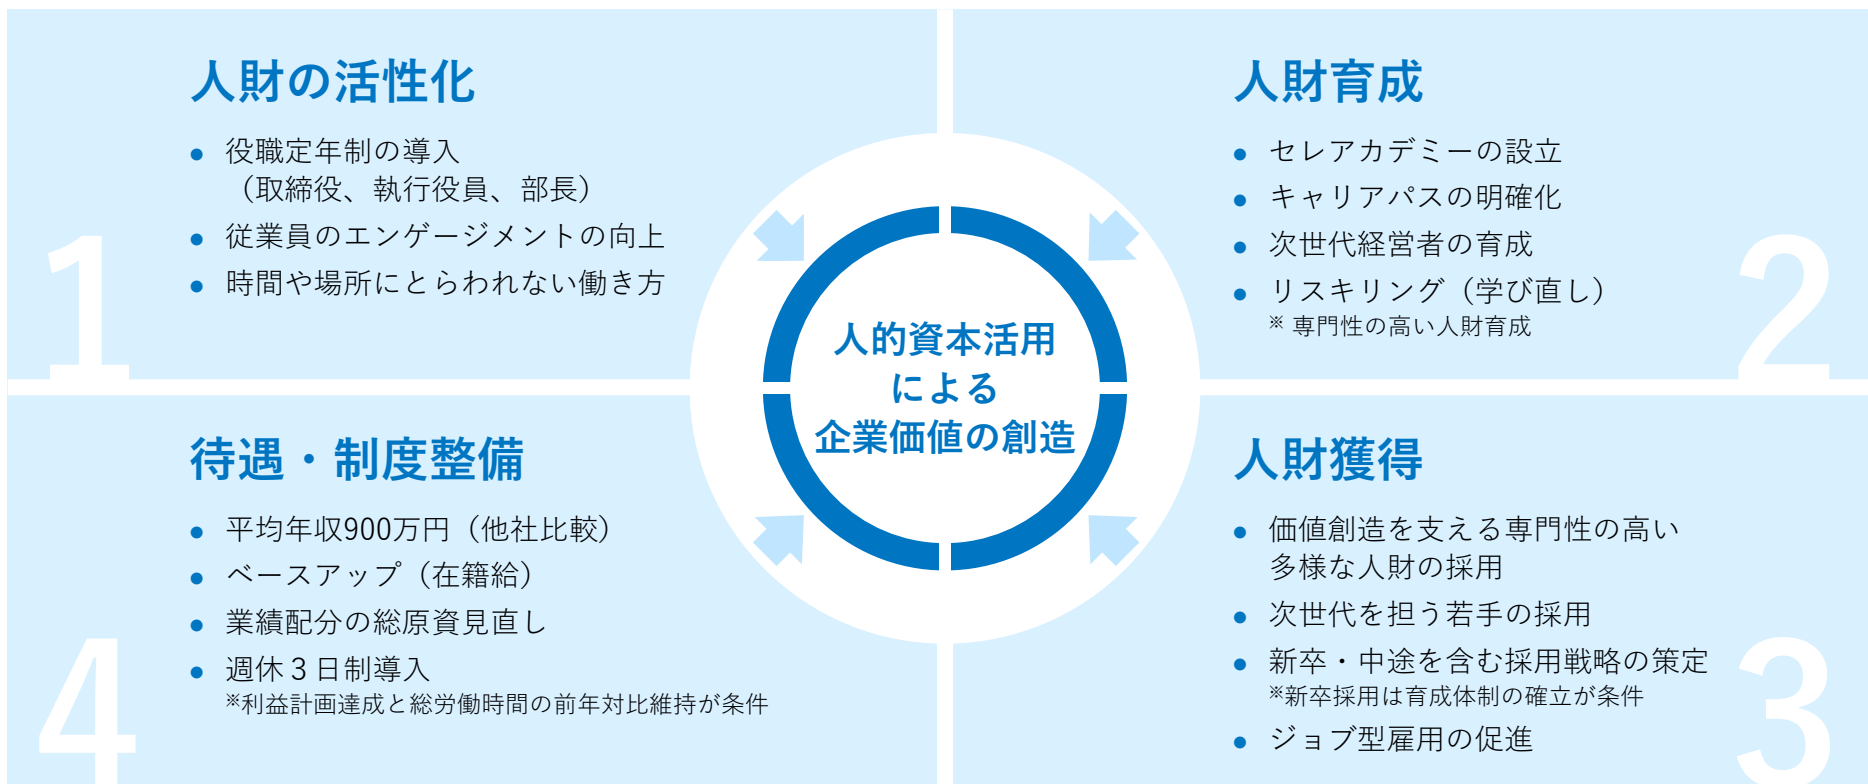 1
人財の活性化
● 役職定年制の導入
（取締役、執行役員、部長）
● 従業員のエンゲージメントの向上
● 時間や場所にとらわれない働き方
2
人財育成
● セレアカデミーの設立
● キャリアパスの明確化
● 次世代経営者の育成
● リスキリング（学び直し）
※ 専門性の高い人財育成
人的資本活用
による
企業価値の創造
3
人財獲得
● 価値創造を支える専門性の高い
多様な人財の採用
● 次世代を担う若手の採用
● 新卒・中途を含む採用戦略の策定
※新卒採用は育成体制の確立が条件
● ジョブ型雇用の促進
4
待遇・制度整備
● 平均年収900万円（他社比較）
● ベースアップ（在籍給）
● 業績配分の総原資見直し
● 週休３日制導入
※利益計画達成と総労働時間の前年対比維持が条件